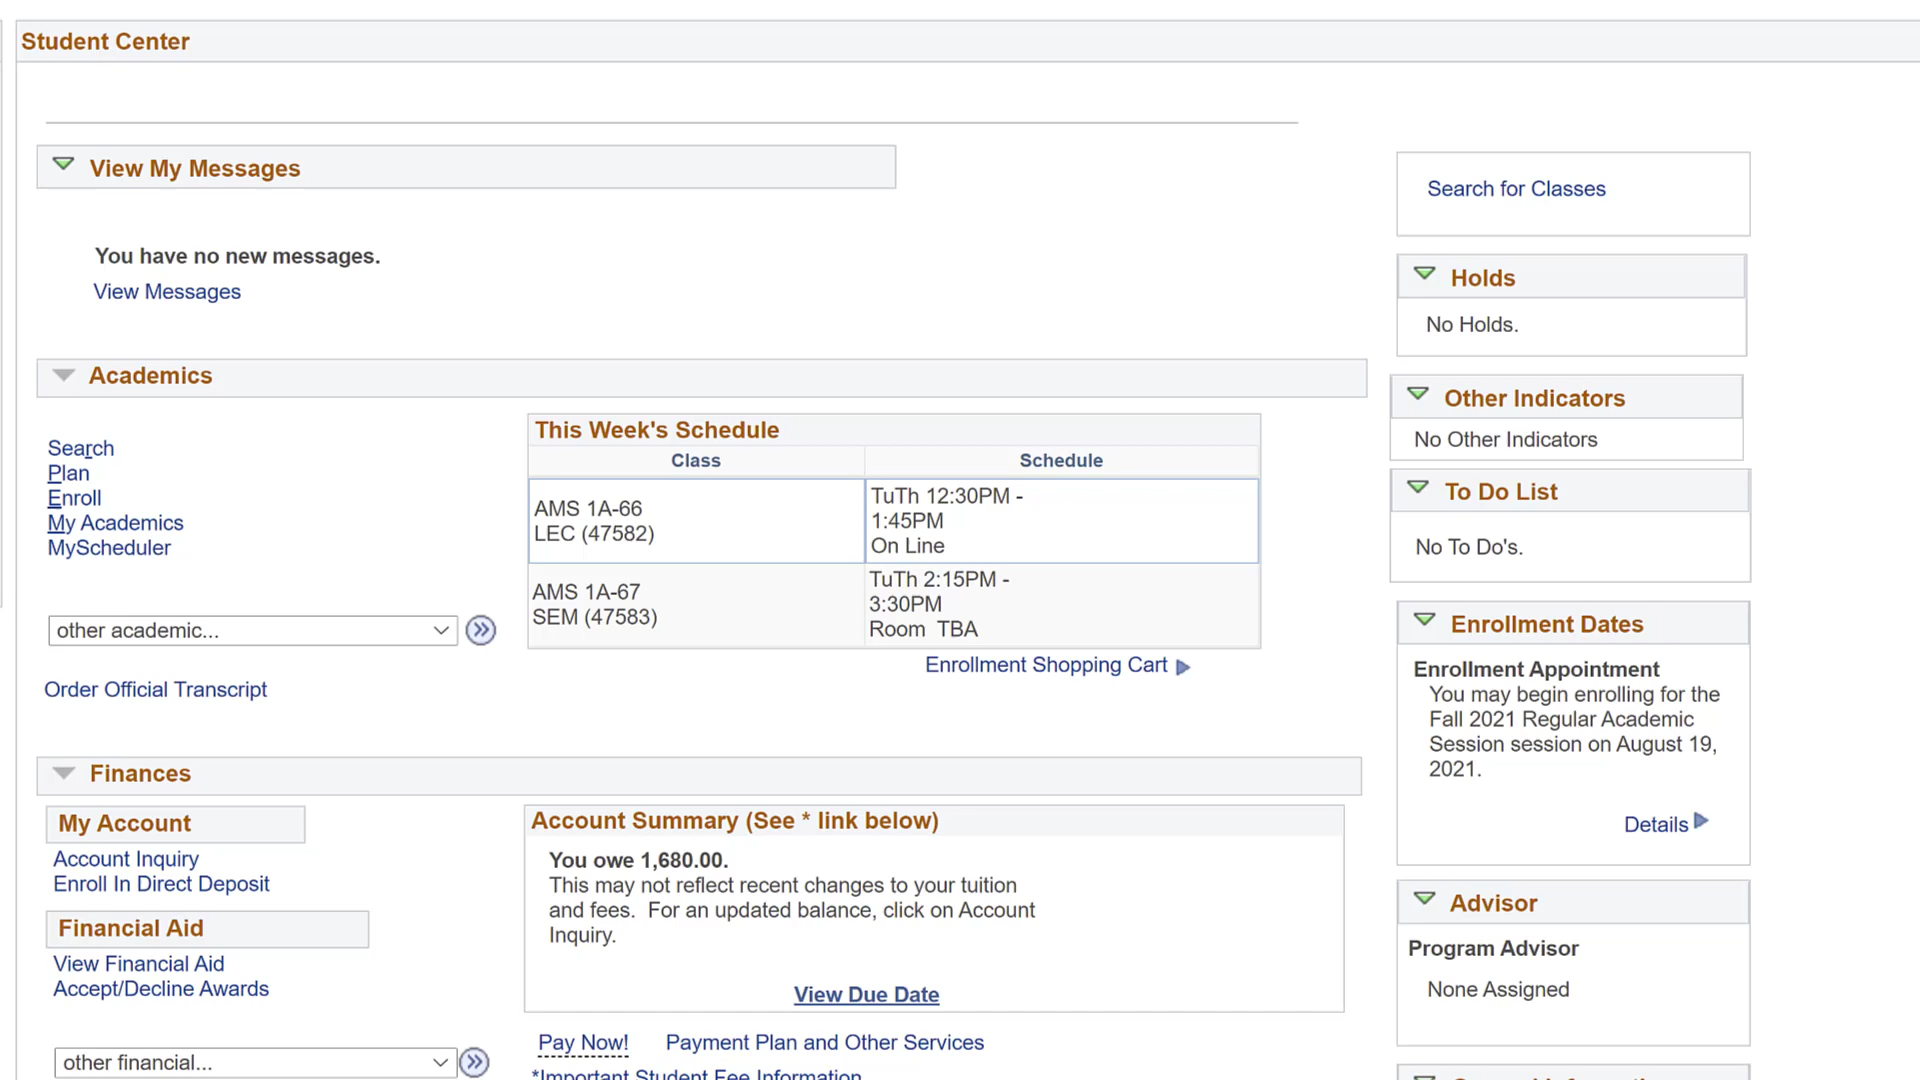 Student Center
View My Messages
You have no new messages.
View Messages
Search for Classes
Holds
No Holds.
Other Indicators
No Other Indicators
To Do List
No To Do's.
Enrollment Dates
Enrollment Appointment
You may begin enrolling for the
Fall 2021 Regular Academic
Session session on August 19,
2021.
Details
Advisor
Program Advisor
None Assigned
Academics
Search
Plan
Enroll
My Academics
MyScheduler
other academic...
Order Official Transcript
This Week's Schedule
Class Schedule
AMS 1A-66
LEC (47582)
TuTh 12:30PM -
1:45PM
On Line
AMS 1A-67
SEM (47583)
TuTh 2:15PM -
3:30PM
Room TBA
Enrollment Shopping Cart
Finances
My Account
Account Inquiry
Enroll In Direct Deposit
Financial Aid
View Financial Aid
Accept/Decline Awards
other financial...
Account Summary (See * link below)
You owe 1,680.00.
This may not reflect recent changes to your tuition
and fees. For an updated balance, click on Account
Inquiry.
View Due Date
Pay Now! Payment Plan and Other Services
*Important Student Fee Information